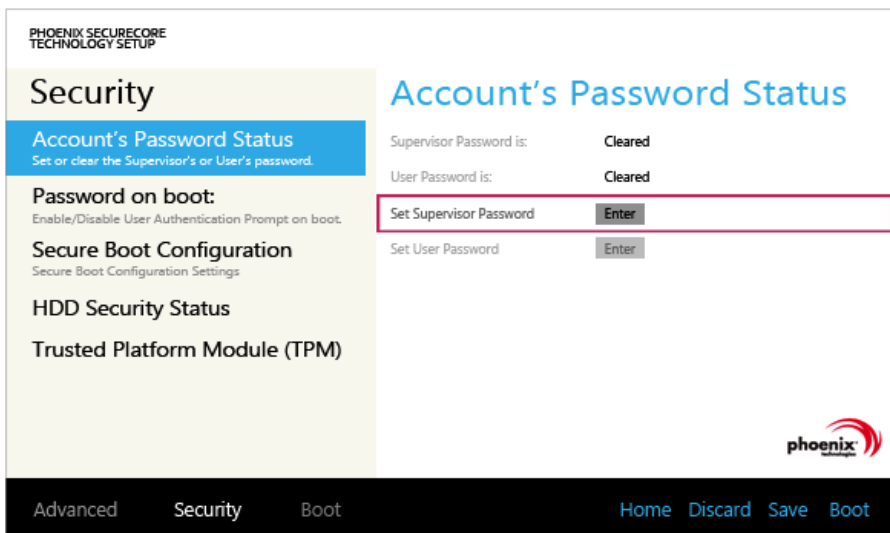 PHOENIX SECURECORE
TECHNOLOGY SETUP
Security
Account's Password Status
Set or clear the Supervisor's or User's password.
Password on boot:
Enable/Disable User Authentication Prompt on boot.
Secure Boot Configuration
Secure Boot Configuration Settings
HDD Security Status
Trusted Platform Module (TPM)
Account's Password Status
Supervisor Password is: Cleared
User Password is: Cleared
Set Supervisor Password Enter
Set User Password Enter
phoenix
technologies
Advanced Security Boot Home Discard Save Boot